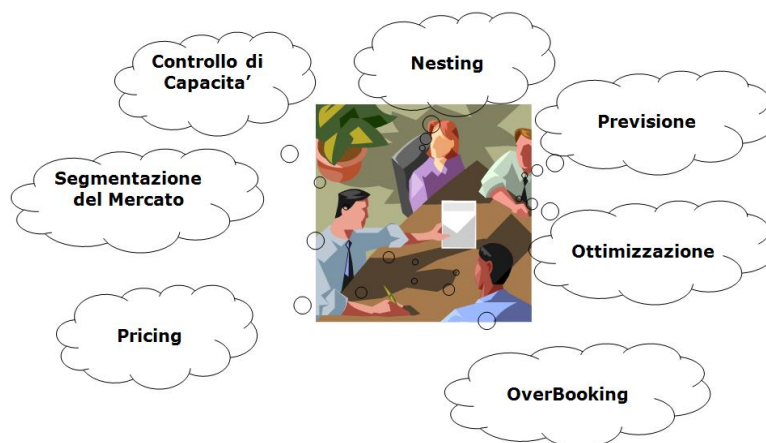 Controllo di
Capacita’
Nesting
Previsione
Segmentazione
del Mercato
Ottimizzazione
Pricing
OverBooking